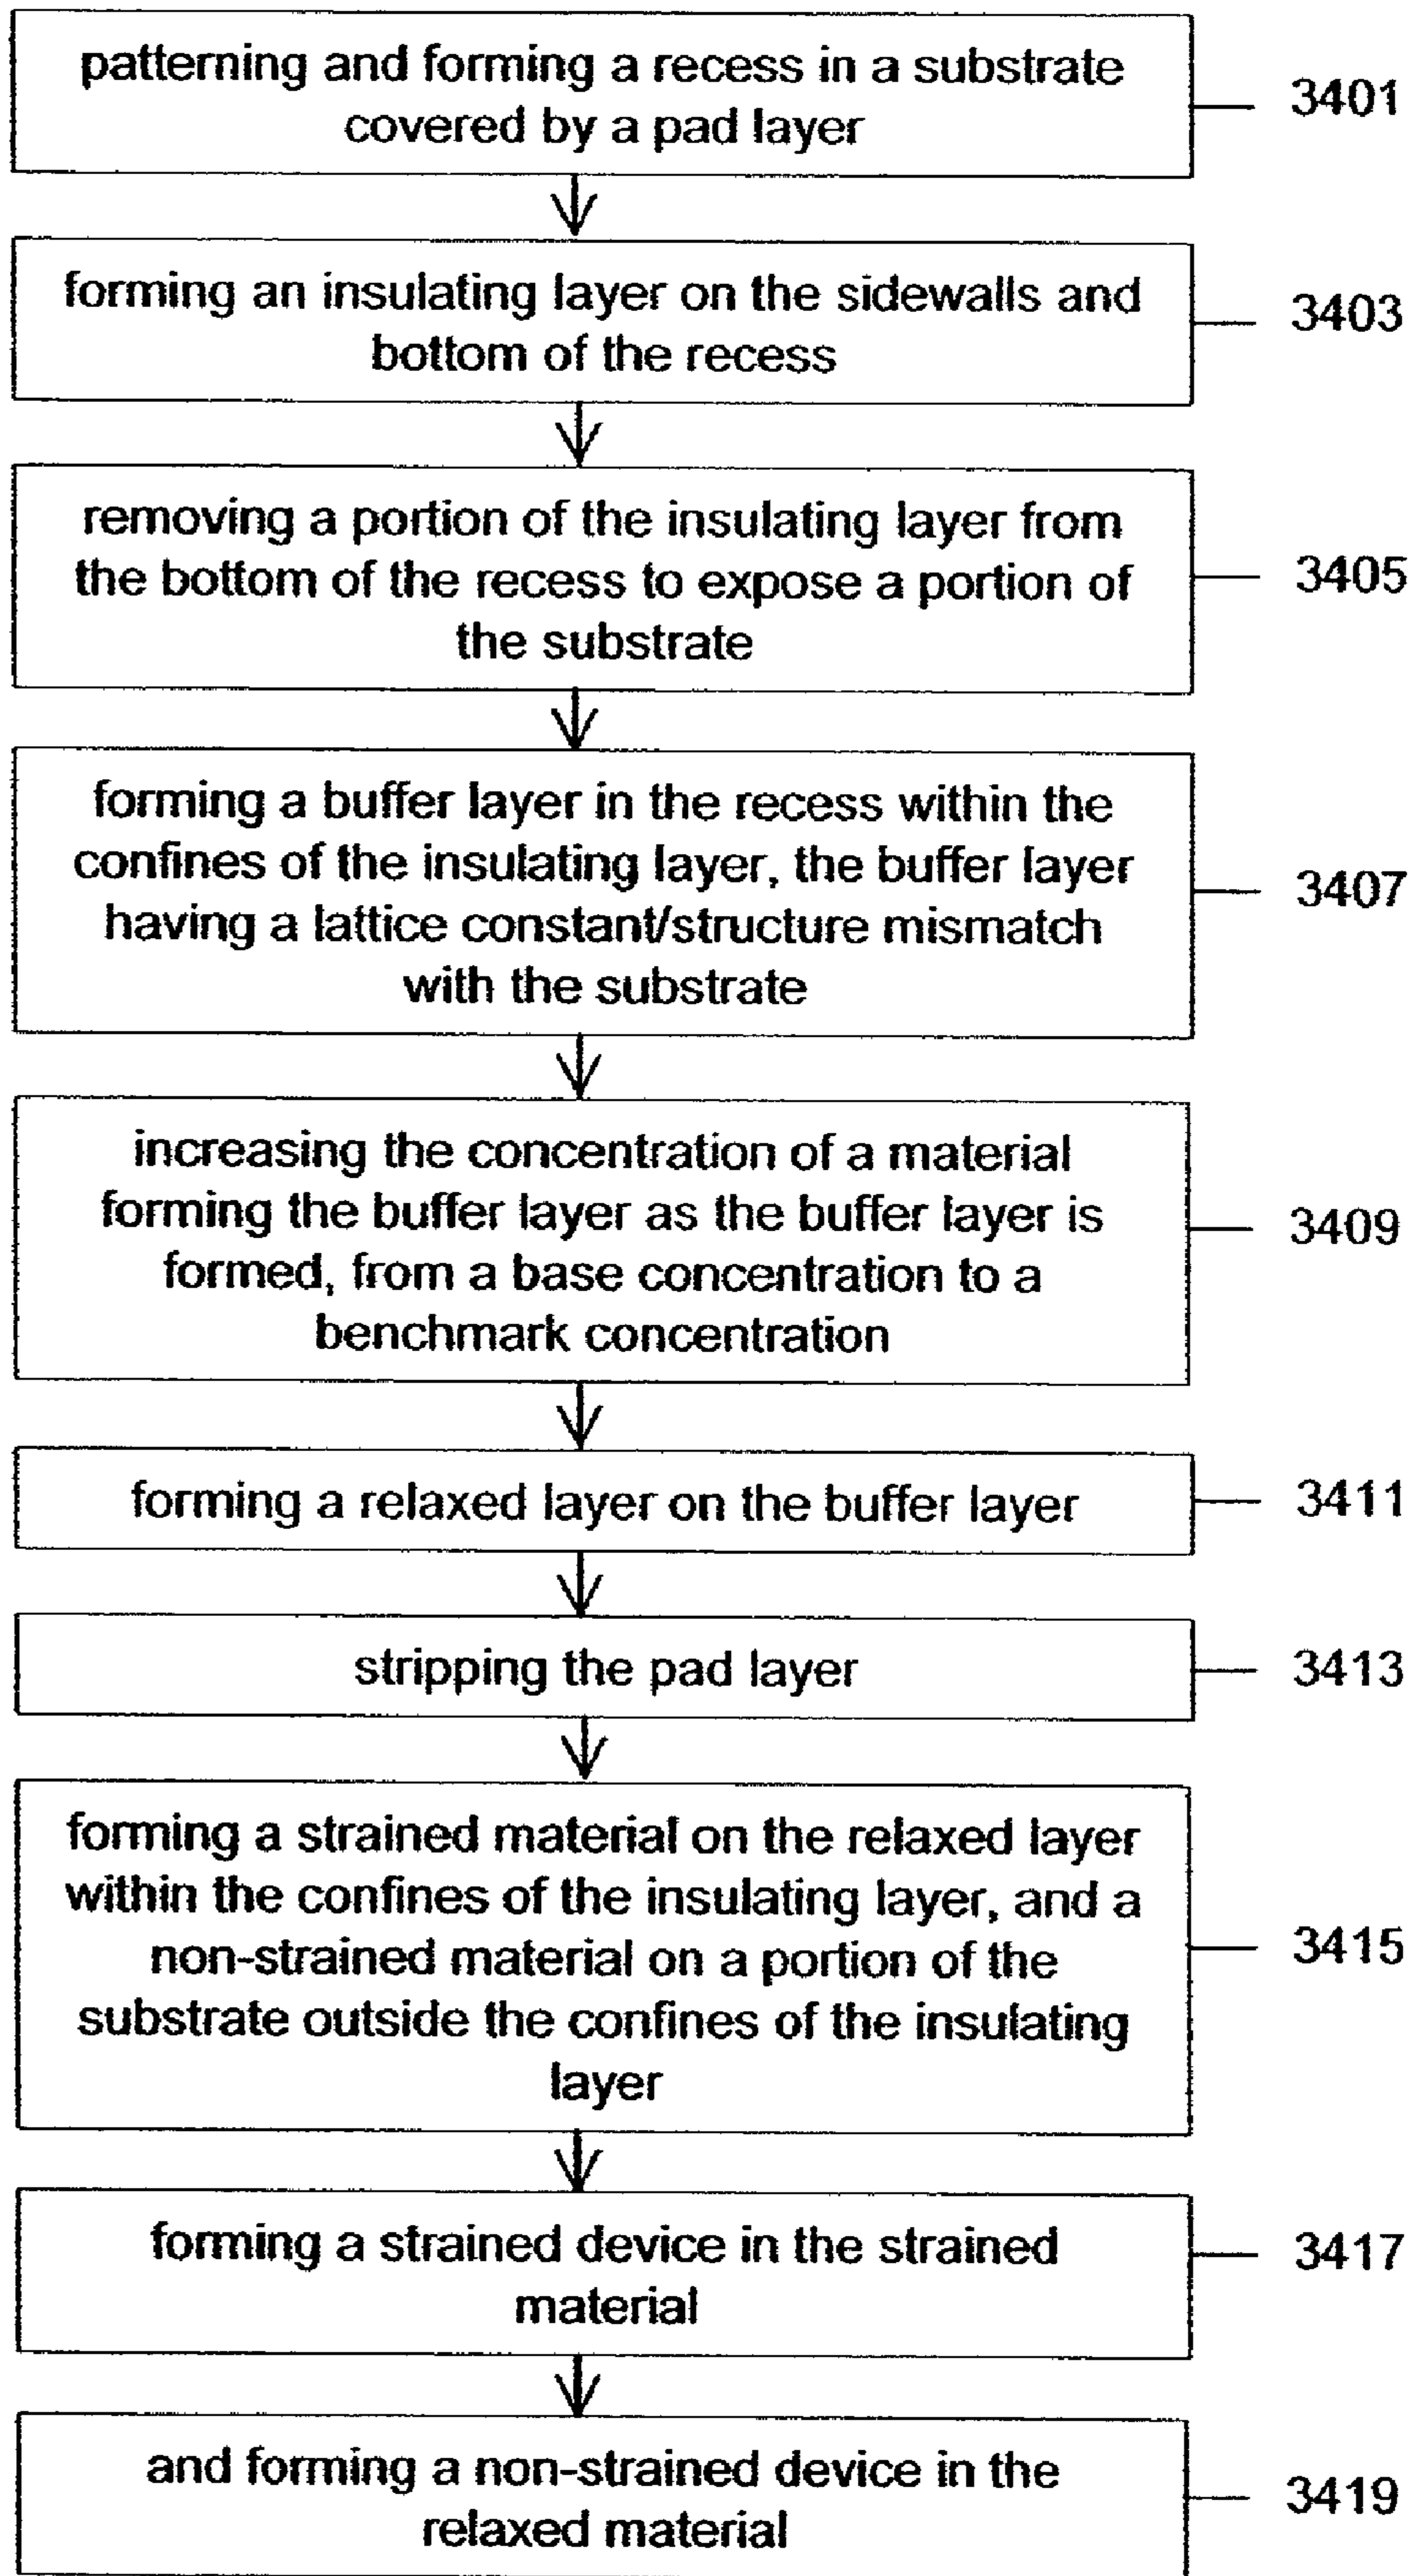 patterning and forming a recess in a substrate
covered by a pad layer
3401
forming an insulating layer on the sidewalls and
bottom of the recess
3403
removing a portion of the insulating layer from
the bottom of the recess to expose a portion of
the substrate
3405
forming a buffer layer in the recess within the
confines of the insulating layer, the buffer layer
having a lattice constant/structure mismatch
with the substrate
3407
increasing the concentration of a material
forming the buffer layer as the buffer layer is
formed, from a base concentration to a
benchmark concentration
3409
forming a relaxed layer on the buffer layer
3411
stripping the pad layer
3413
forming a strained material on the relaxed layer
within the confines of the insulating layer, and a
non-strained material on a portion of the
substrate outside the confines of the insulating
layer
3415
forming a strained device in the strained
material
3417
and forming a non-strained device in the
relaxed material
3419